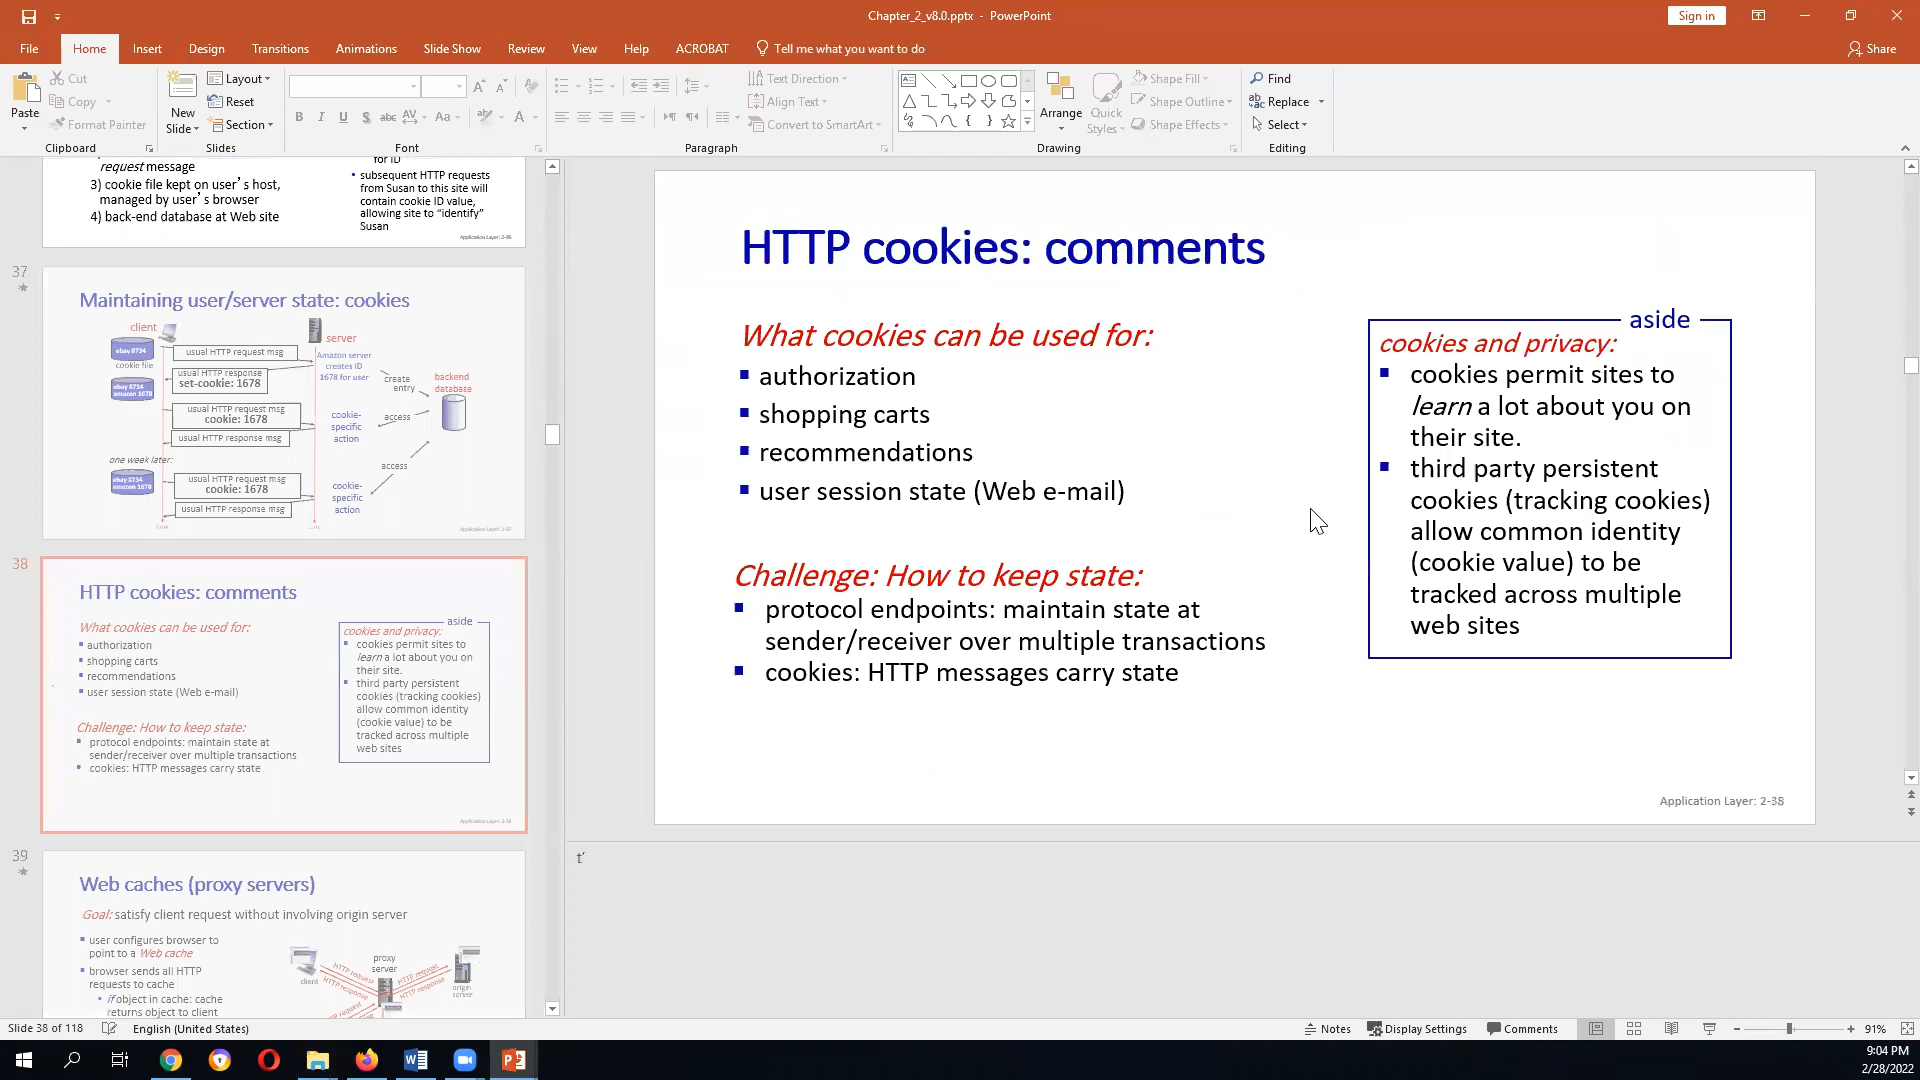 Chapter_2_v8.0.pptx - PowerPoint
Sign in
File Home Insert Design Transitions Animations Slide Show Review View Help ACROBAT Tell me what you want to do
Share
Paste
Cut
Copy
Format Painter
Clipboard
New
Slide
Layout
Reset
Section
Slides
B I U S abc AV Aa A
Font
Text Direction
Align Text
Convert to SmartArt
Paragraph
Arrange
Quick
Styles
Shape Fill
Shape Outline
Shape Effects
Drawing
Find
Replace
Select
Editing
request message
3) cookie file kept on user's host,
managed by user's browser
4) back-end database at Web site
for ID
• subsequent HTTP requests
from Susan to this site will
contain cookie ID value,
allowing site to “identify”
Susan
Application Layer: 2-36
37
Maintaining user/server state: cookies
client
server
ebay 8734
cookie file
usual HTTP request msg
Amazon server
creates ID
1678 for user
usual HTTP response
set-cookie: 1678
ebay 8734
amazon 1678
create
entry
backend
database
usual HTTP request msg
cookie: 1678
cookie-
specific
action
access
usual HTTP response msg
one week later:
access
ebay 8734
amazon 1678
usual HTTP request msg
cookie: 1678
cookie-
specific
action
usual HTTP response msg
time
time
Application Layer: 2-37
38
HTTP cookies: comments
What cookies can be used for:
authorization
shopping carts
recommendations
user session state (Web e-mail)
Challenge: How to keep state:
protocol endpoints: maintain state at
sender/receiver over multiple transactions
cookies: HTTP messages carry state
aside
cookies and privacy:
cookies permit sites to
learn a lot about you on
their site.
third party persistent
cookies (tracking cookies)
allow common identity
(cookie value) to be
tracked across multiple
web sites
Application Layer: 2-38
39
Web caches (proxy servers)
Goal: satisfy client request without involving origin server
user configures browser to
point to a Web cache
browser sends all HTTP
requests to cache
• if object in cache: cache
returns object to client
client
HTTP request
HTTP response
proxy
server
HTTP request
HTTP response
origin
server
HTTP request
HTTP cookies: comments
What cookies can be used for:
authorization
shopping carts
recommendations
user session state (Web e-mail)
Challenge: How to keep state:
protocol endpoints: maintain state at
sender/receiver over multiple transactions
cookies: HTTP messages carry state
aside
cookies and privacy:
cookies permit sites to
learn a lot about you on
their site.
third party persistent
cookies (tracking cookies)
allow common identity
(cookie value) to be
tracked across multiple
web sites
Application Layer: 2-38
t’
Slide 38 of 118 English (United States)
Notes Display Settings Comments 91%
9:04 PM
2/28/2022